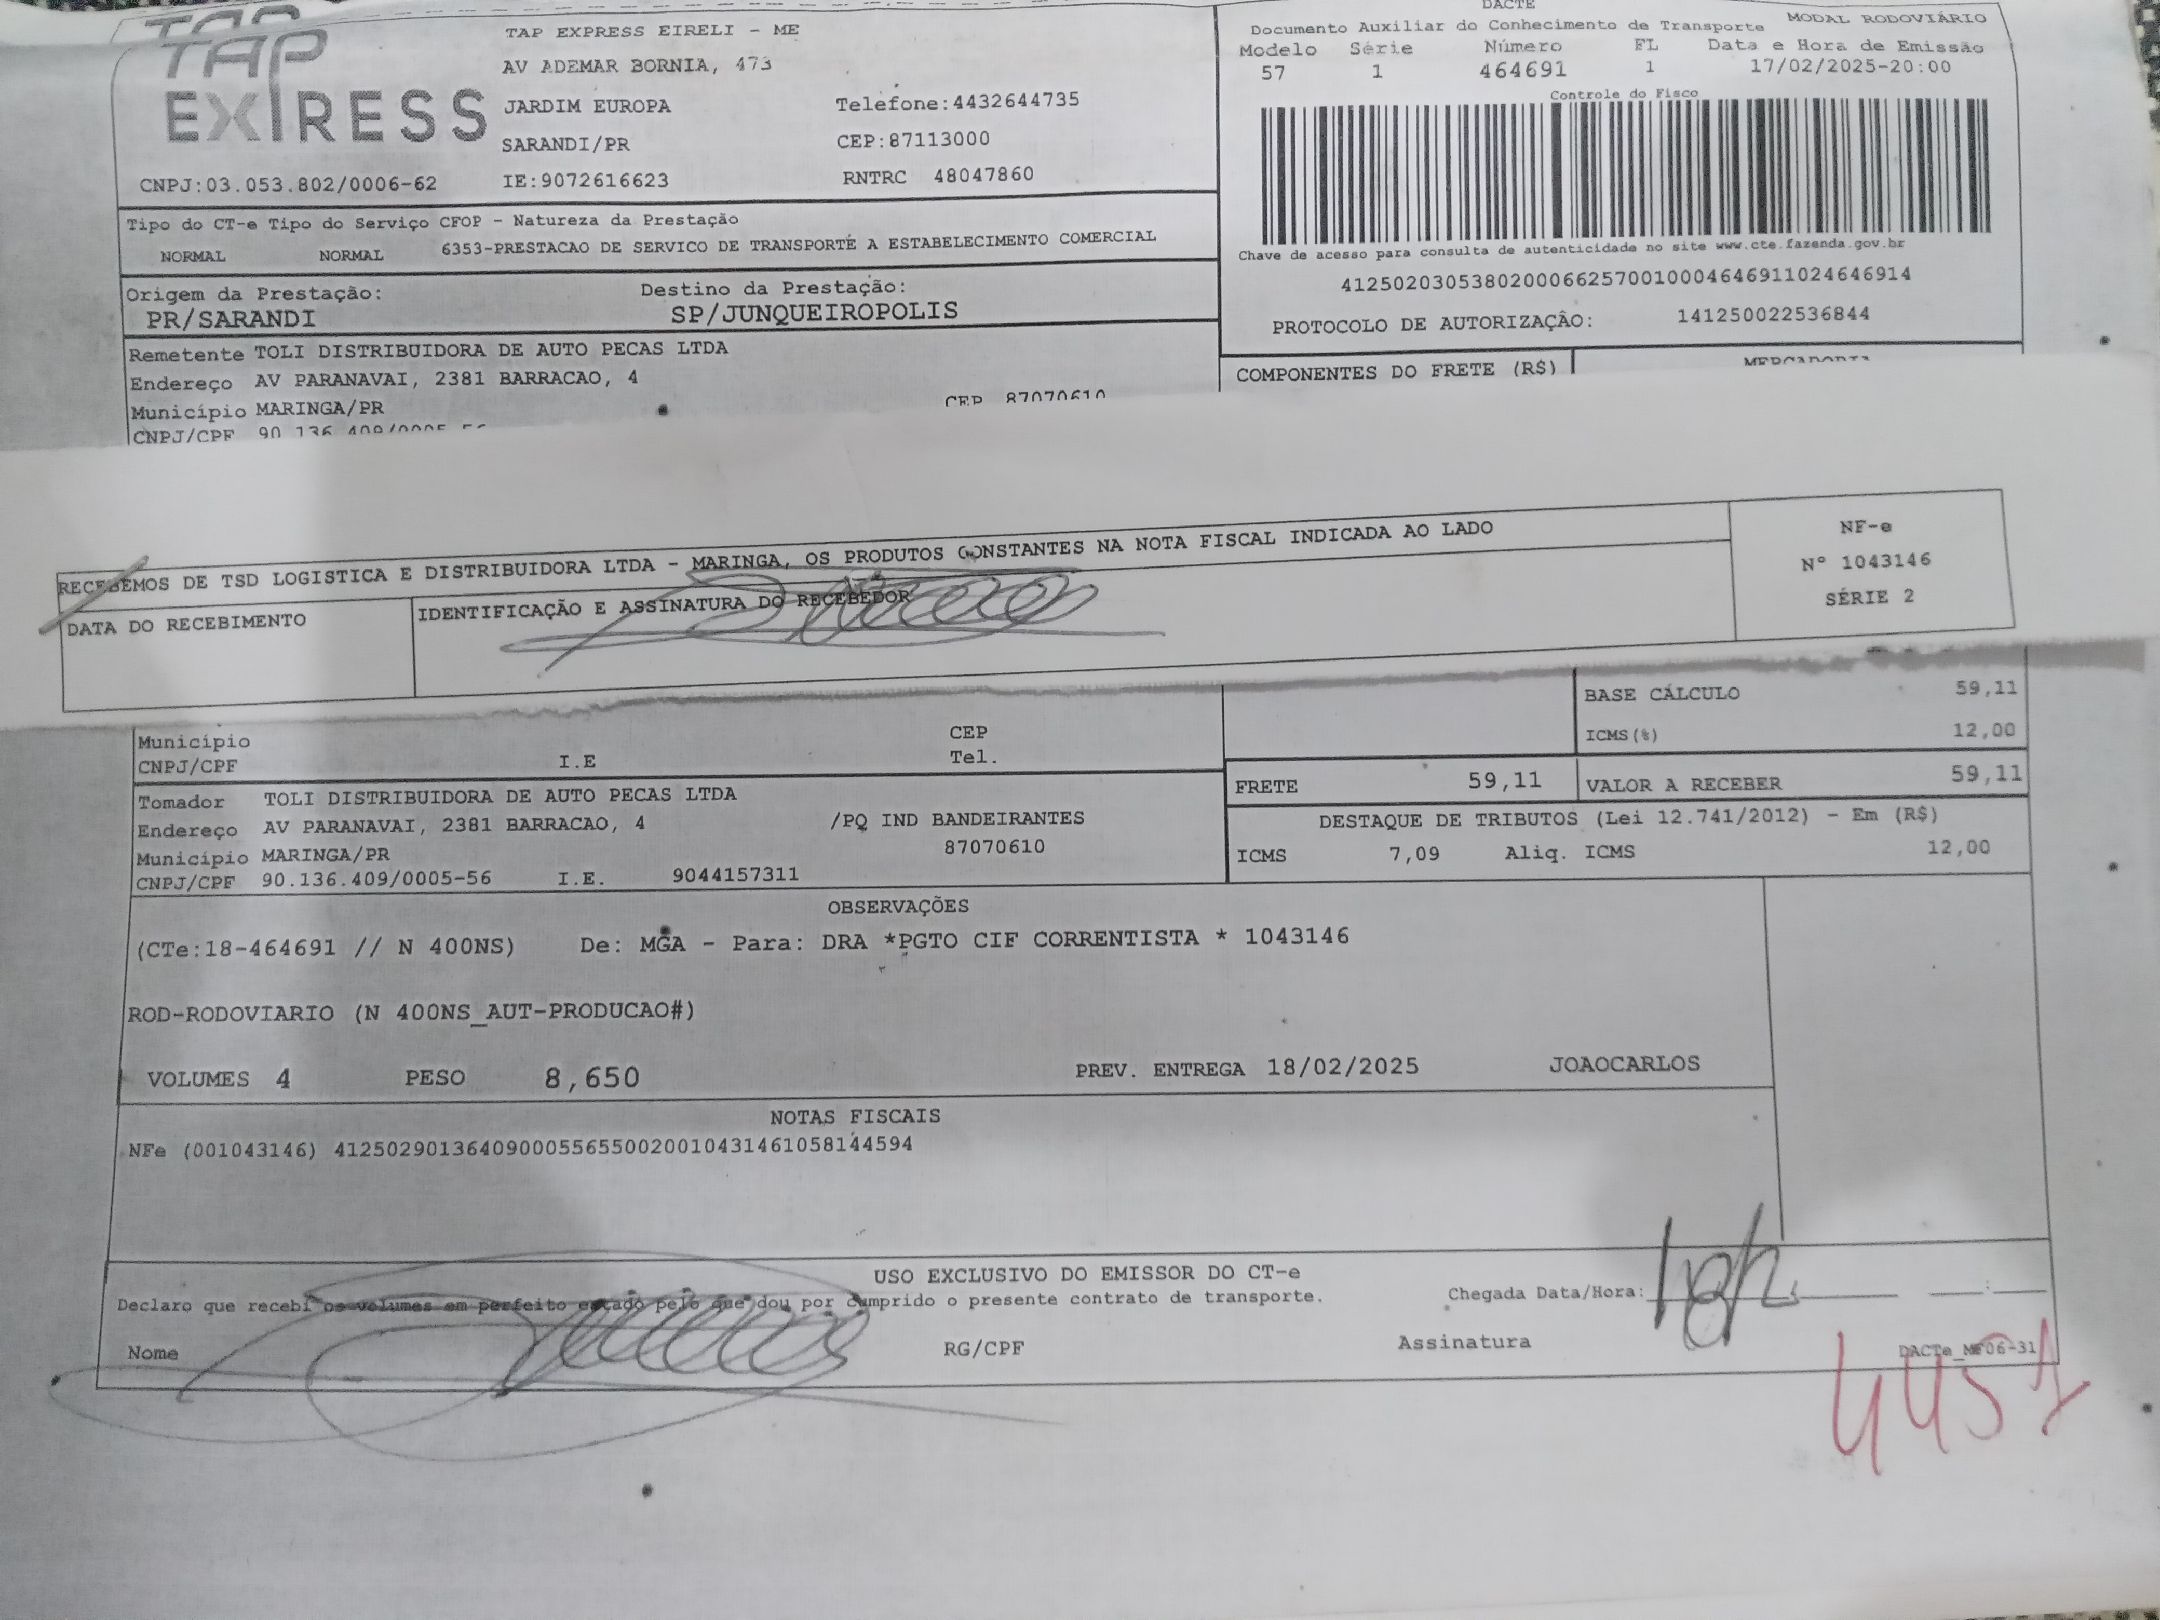 TAP
TAP EXPRESS
TAP EXPRESS EIRELI - ME
AV ADEMAR BORNIA, 473
JARDIM EUROPA Telefone:4432644735
SARANDI/PR CEP:87113000
CNPJ:03.053.802/0006-62 IE:9072616623 RNTRC 48047860
DACTE
Documento Auxiliar do Conhecimento de Transporte MODAL RODOVIÁRIO
Modelo Série Número FL Data e Hora de Emissão
57 1 464691 1 17/02/2025-20:00
Controle do Fisco
Chave de acesso para consulta de autenticidade no site www.cte.fazenda.gov.br
41250203053802000662570010004646911024646914
PROTOCOLO DE AUTORIZAÇÃO: 141250022536844
Tipo do CT-e Tipo do Serviço CFOP - Natureza da Prestação
NORMAL NORMAL 6353-PRESTACAO DE SERVICO DE TRANSPORTE A ESTABELECIMENTO COMERCIAL
Origem da Prestação: Destino da Prestação:
PR/SARANDI SP/JUNQUEIROPOLIS
Remetente TOLI DISTRIBUIDORA DE AUTO PECAS LTDA
Endereço AV PARANAVAI, 2381 BARRACAO, 4
Município MARINGA/PR CEP 87070610
CNPJ/CPF 90.136.409/0005-56
COMPONENTES DO FRETE (R$) MERCADORIA
RECEBEMOS DE TSD LOGISTICA E DISTRIBUIDORA LTDA - MARINGA, OS PRODUTOS CONSTANTES NA NOTA FISCAL INDICADA AO LADO
DATA DO RECEBIMENTO IDENTIFICAÇÃO E ASSINATURA DO RECEBEDOR
NF-e
Nº 1043146
SÉRIE 2
BASE CÁLCULO 59,11
ICMS(%) 12,00
Município CEP
CNPJ/CPF I.E Tel.
FRETE 59,11 VALOR A RECEBER 59,11
Tomador TOLI DISTRIBUIDORA DE AUTO PECAS LTDA
Endereço AV PARANAVAI, 2381 BARRACAO, 4 /PQ IND BANDEIRANTES
Município MARINGA/PR 87070610
CNPJ/CPF 90.136.409/0005-56 I.E. 9044157311
DESTAQUE DE TRIBUTOS (Lei 12.741/2012) - Em (R$)
ICMS 7,09 Aliq. ICMS 12,00
OBSERVAÇÕES
(CTe:18-464691 // N 400NS) De: MGA - Para: DRA *PGTO CIF CORRENTISTA * 1043146
ROD-RODOVIARIO (N 400NS_AUT-PRODUCAO#)
VOLUMES 4 PESO 8,650 PREV. ENTREGA 18/02/2025 JOAOCARLOS
NOTAS FISCAIS
NFe (001043146) 41250290136409000556550020010431461058144594
USO EXCLUSIVO DO EMISSOR DO CT-e
Declaro que recebi os volumes em perfeito estado pelo que dou por cumprido o presente contrato de transporte. Chegada Data/Hora:
Nome RG/CPF Assinatura DACTe_MF06-31
4451